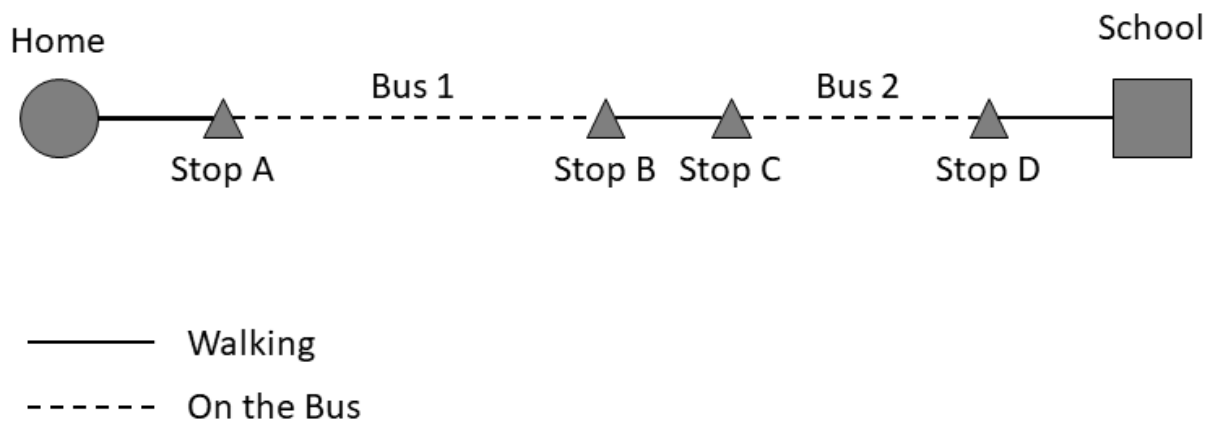 Home
School
Bus 1
Bus 2
Stop A
Stop B
Stop C
Stop D
Walking
On the Bus